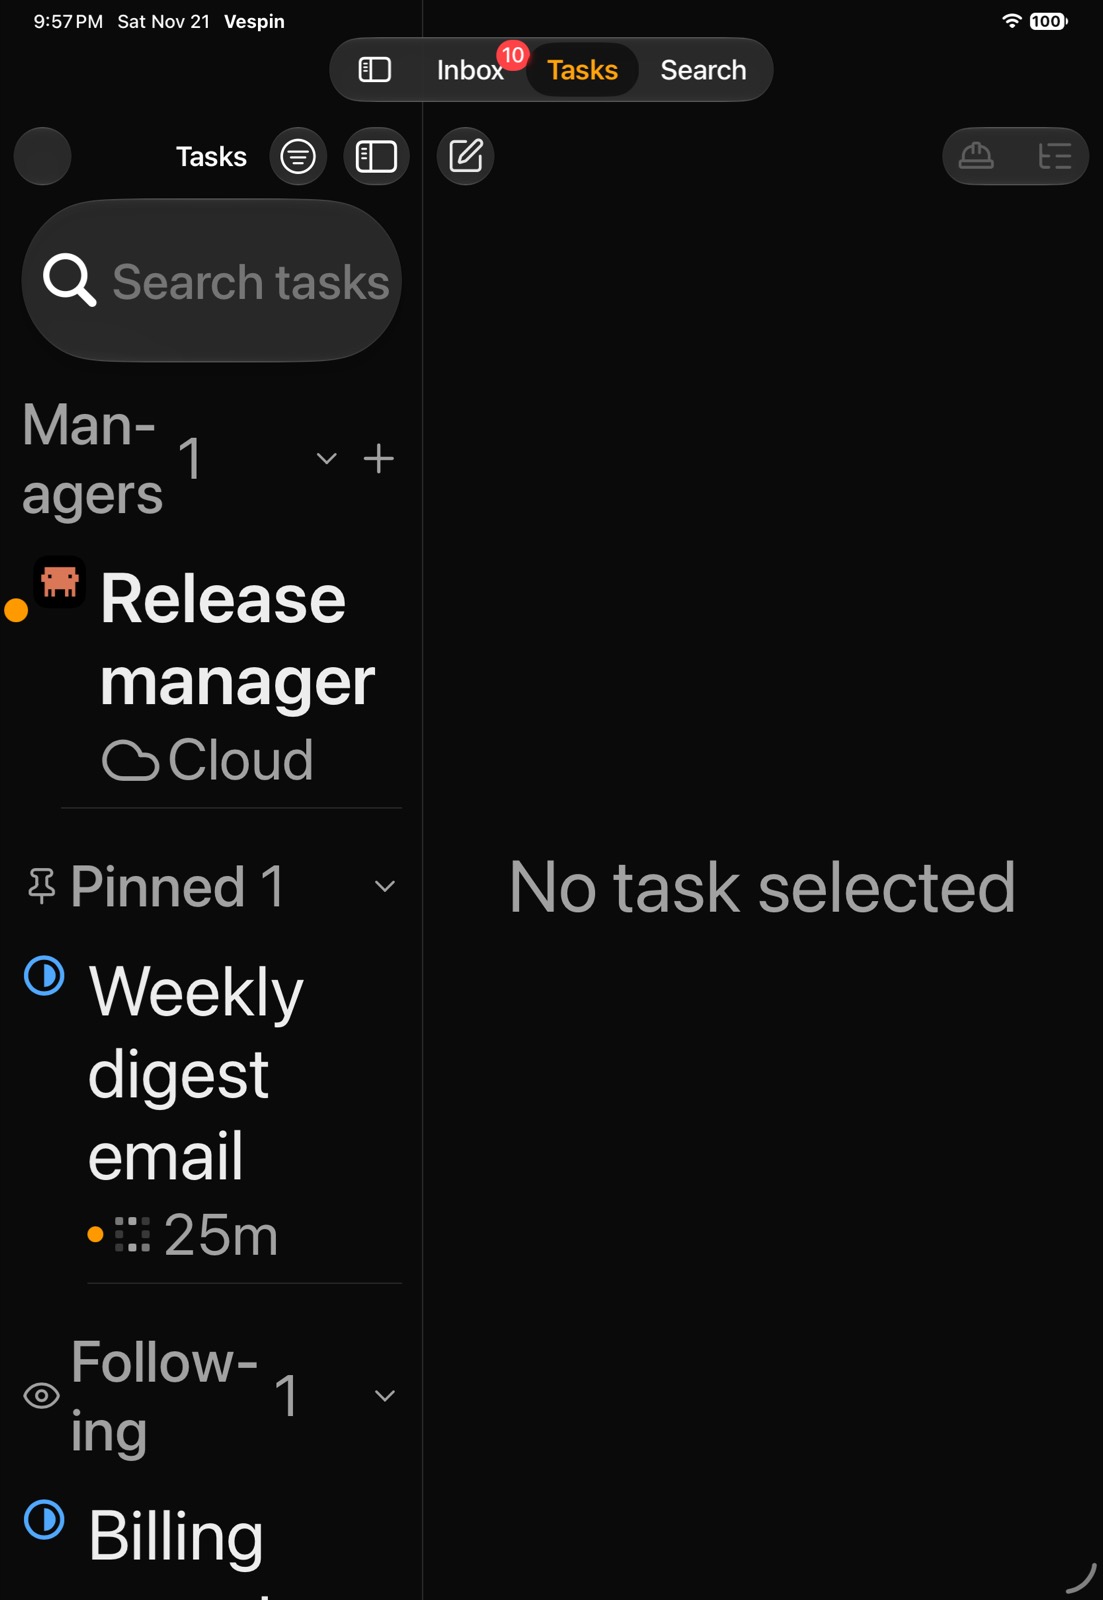 9:57 PM Sat Nov 21 Vespin
100
Inbox 10 Tasks Search
Tasks
Search tasks
Man-
agers 1
Release
manager
Cloud
Pinned 1
Weekly
digest
email
25m
Follow-
ing 1
Billing
No task selected